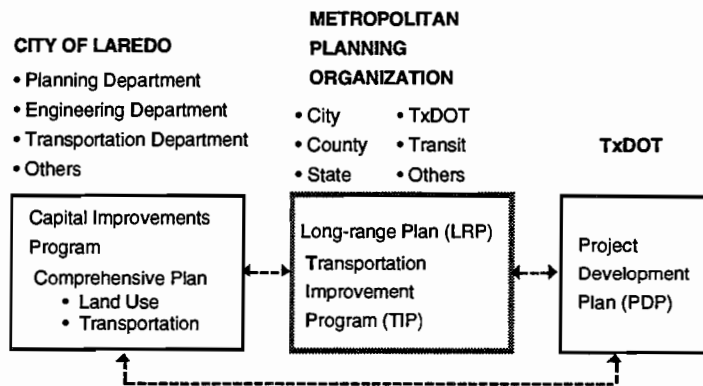 CITY OF LAREDO
• Planning Department
• Engineering Department
• Transportation Department
• Others
Capital Improvements
Program
Comprehensive Plan
• Land Use
• Transportation
METROPOLITAN
PLANNING
ORGANIZATION
• City
• County
• State
• TxDOT
• Transit
• Others
Long-range Plan (LRP)
Transportation
Improvement
Program (TIP)
TxDOT
Project
Development
Plan (PDP)